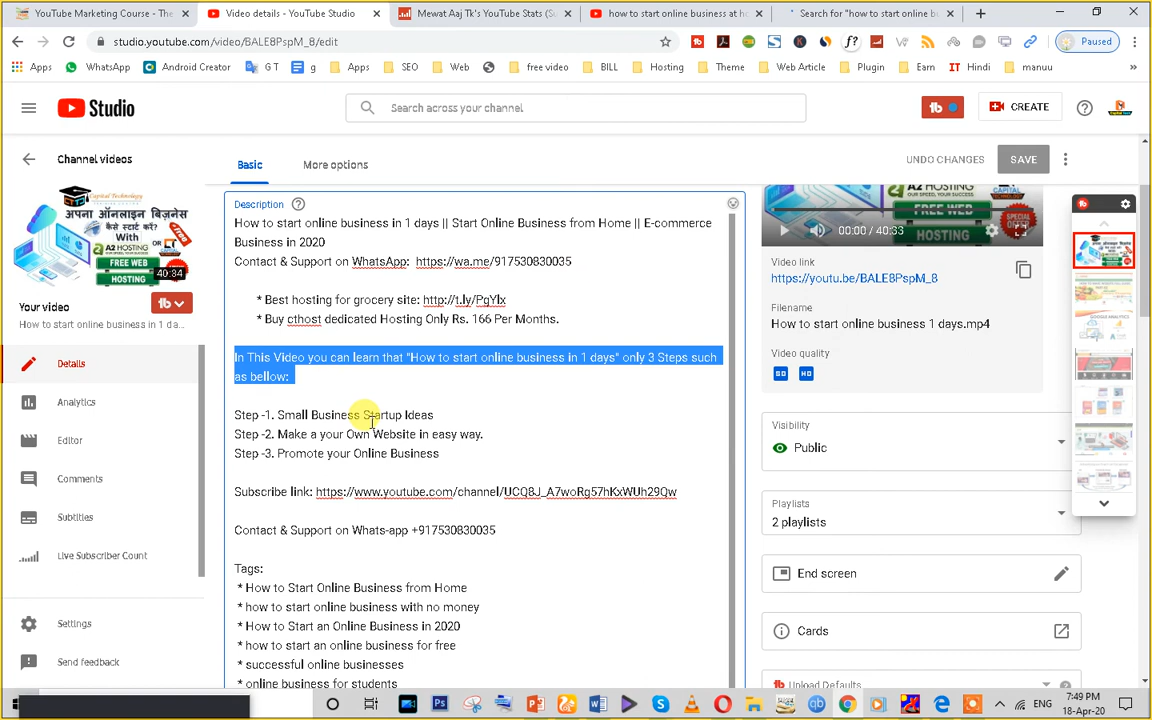 YouTube Marketing Course - The
Video details - YouTube Studio
Mewat Aaj Tk's YouTube Stats (Su
how to start online business at h
Search for "how to start online b
studio.youtube.com/video/BALE8PspM_8/edit
Paused
Apps
WhatsApp
Android Creator
G T
g
Apps
SEO
Web
free video
BILL
Hosting
Theme
Web Article
Plugin
Earn
IT Hindi
manuu
Studio
Search across your channel
CREATE
Channel videos
Basic
More options
UNDO CHANGES
SAVE
Capital Technology
अपना ऑनलाइन बिज़नेस
कैसे स्टार्ट करें?
With
A2 HOSTING
FREE WEB
HOSTING
40:34
Your video
How to start online business in 1 da...
Details
Analytics
Editor
Comments
Subtitles
Live Subscriber Count
Settings
Send feedback
Description
How to start online business in 1 days || Start Online Business from Home || E-commerce
Business in 2020
Contact & Support on WhatsApp: https://wa.me/917530830035
* Best hosting for grocery site: http://t.ly/PgYlx
* Buy cthost dedicated Hosting Only Rs. 166 Per Months.
In This Video you can learn that "How to start online business in 1 days" only 3 Steps such
as bellow:
Step -1. Small Business Startup Ideas
Step -2. Make a your Own Website in easy way.
Step -3. Promote your Online Business
Subscribe link: https://www.youtube.com/channel/UCQ8J_A7woRg57hKxWUh29Qw
Contact & Support on Whats-app +917530830035
Tags:
* How to Start Online Business from Home
* how to start online business with no money
* How To Start an Online Business in 2020
* how to start an online business for free
* successful online businesses
* online business for students
A2 HOSTING
FREE WEB
HOSTING
SPECIAL
OFFER
00:00 / 40:33
Video link
https://youtu.be/BALE8PspM_8
Filename
How to start online business 1 days.mp4
Video quality
SD
HD
Visibility
Public
Playlists
2 playlists
End screen
Cards
Upload Defaults
ENG
7:49 PM
18-Apr-20